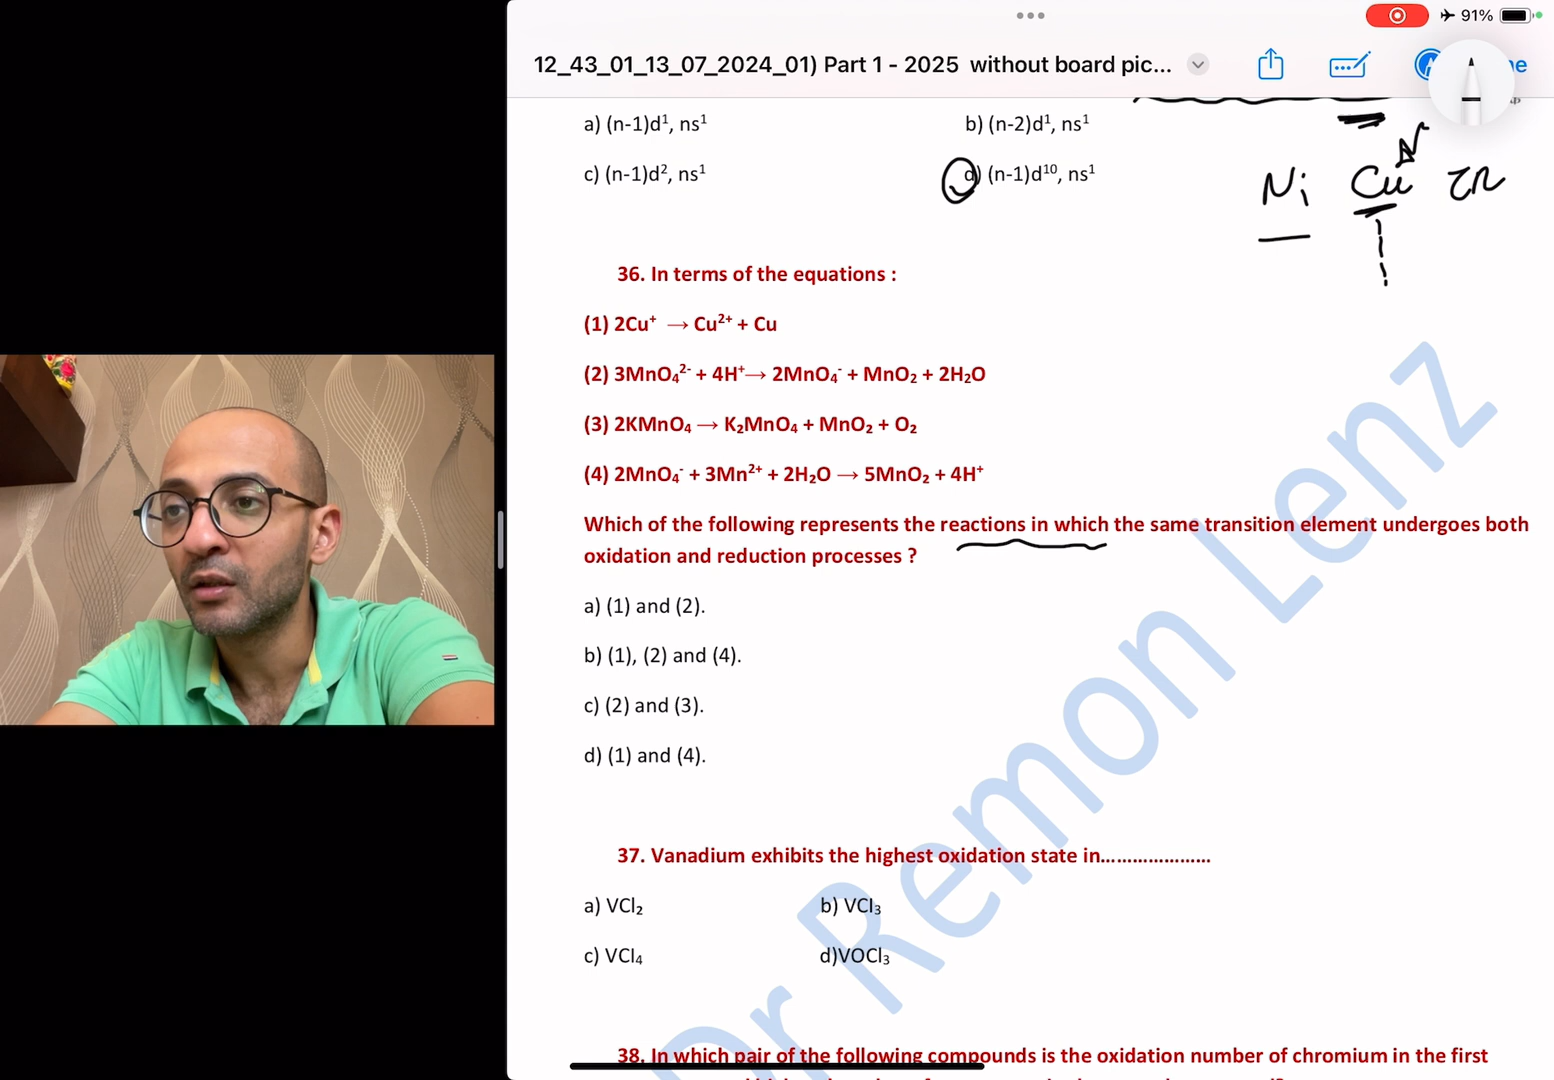 91%
12_43_01_13_07_2024_01) Part 1 - 2025 without board pic...
a) (n-1)d¹, ns¹ b) (n-2)d¹, ns¹
c) (n-1)d², ns¹ d) (n-1)d¹⁰, ns¹
Ni Cu Zn
36. In terms of the equations :
(1) 2Cu⁺ → Cu²⁺ + Cu
(2) 3MnO₄²⁻ + 4H⁺→ 2MnO₄⁻ + MnO₂ + 2H₂O
(3) 2KMnO₄ → K₂MnO₄ + MnO₂ + O₂
(4) 2MnO₄⁻ + 3Mn²⁺ + 2H₂O → 5MnO₂ + 4H⁺
Which of the following represents the reactions in which the same transition element undergoes both
oxidation and reduction processes ?
a) (1) and (2).
b) (1), (2) and (4).
c) (2) and (3).
d) (1) and (4).
37. Vanadium exhibits the highest oxidation state in.....................
a) VCl₂ b) VCl₃
c) VCl₄ d)VOCl₃
38. In which pair of the following compounds is the oxidation number of chromium in the first
Dr Remon Lenz